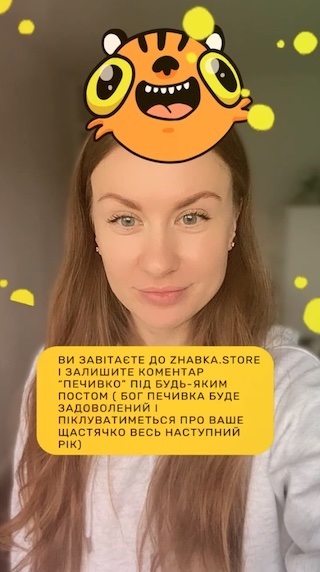 ВИ ЗАВІТАЄТЕ ДО ZHABKA.STORE
І ЗАЛИШИТЕ КОМЕНТАР
"ПЕЧИВКО" ПІД БУДЬ-ЯКИМ
ПОСТОМ ( БОГ ПЕЧИВКА БУДЕ
ЗАДОВОЛЕНИЙ І
ПІКЛУВАТИМЕТЬСЯ ПРО ВАШЕ
ЩАСТЯЧКО ВЕСЬ НАСТУПНИЙ
РІК)